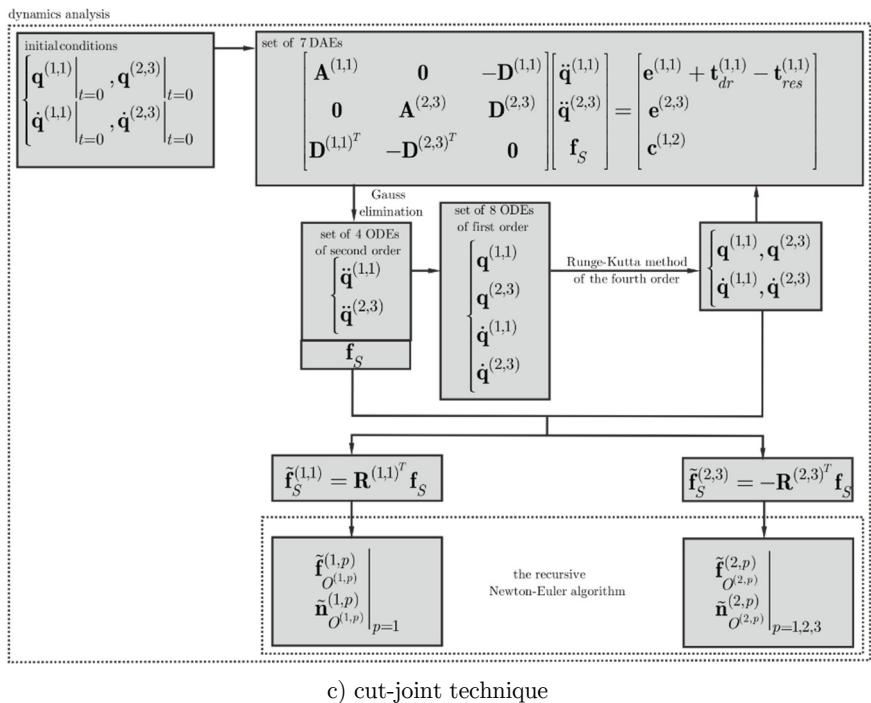 dynamics analysis
initial conditions
{ q^(1,1)|_{t=0} , q^(2,3)|_{t=0}
q̇^(1,1)|_{t=0} , q̇^(2,3)|_{t=0}
set of 7 DAEs
[ A^(1,1) 0 −D^(1,1) ] [ q̈^(1,1) ] = [ e^(1,1) + t_dr^(1,1) − t_res^(1,1) ]
[ 0 A^(2,3) D^(2,3) ] [ q̈^(2,3) ] [ e^(2,3) ]
[ D^(1,1)^T −D^(2,3)^T 0 ] [ f_S ] [ c^(1,2) ]
Gauss
elimination
set of 4 ODEs
of second order
{ q̈^(1,1)
q̈^(2,3)
f_S
set of 8 ODEs
of first order
{ q^(1,1)
q^(2,3)
q̇^(1,1)
q̇^(2,3)
Runge-Kutta method
of the fourth order
{ q^(1,1), q^(2,3)
q̇^(1,1), q̇^(2,3)
f̃_S^(1,1) = R^(1,1)^T f_S
f̃_S^(2,3) = −R^(2,3)^T f_S
f̃_{O^(1,p)}^(1,p)
ñ_{O^(1,p)}^(1,p) |_{p=1}
the recursive
Newton-Euler algorithm
f̃_{O^(2,p)}^(2,p)
ñ_{O^(2,p)}^(2,p) |_{p=1,2,3}
c) cut-joint technique